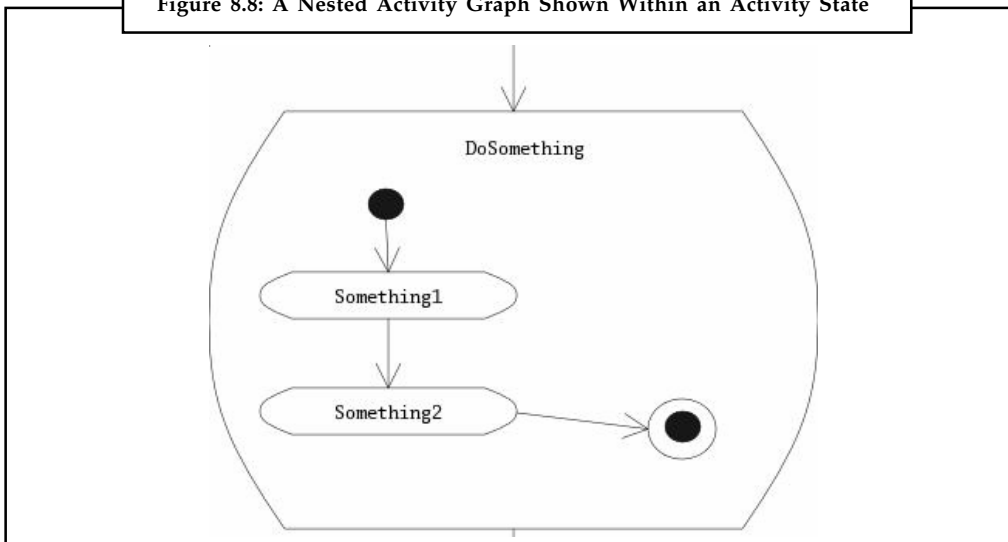 Figure 8.8: A Nested Activity Graph Shown Within an Activity State
DoSomething
Something1
Something2